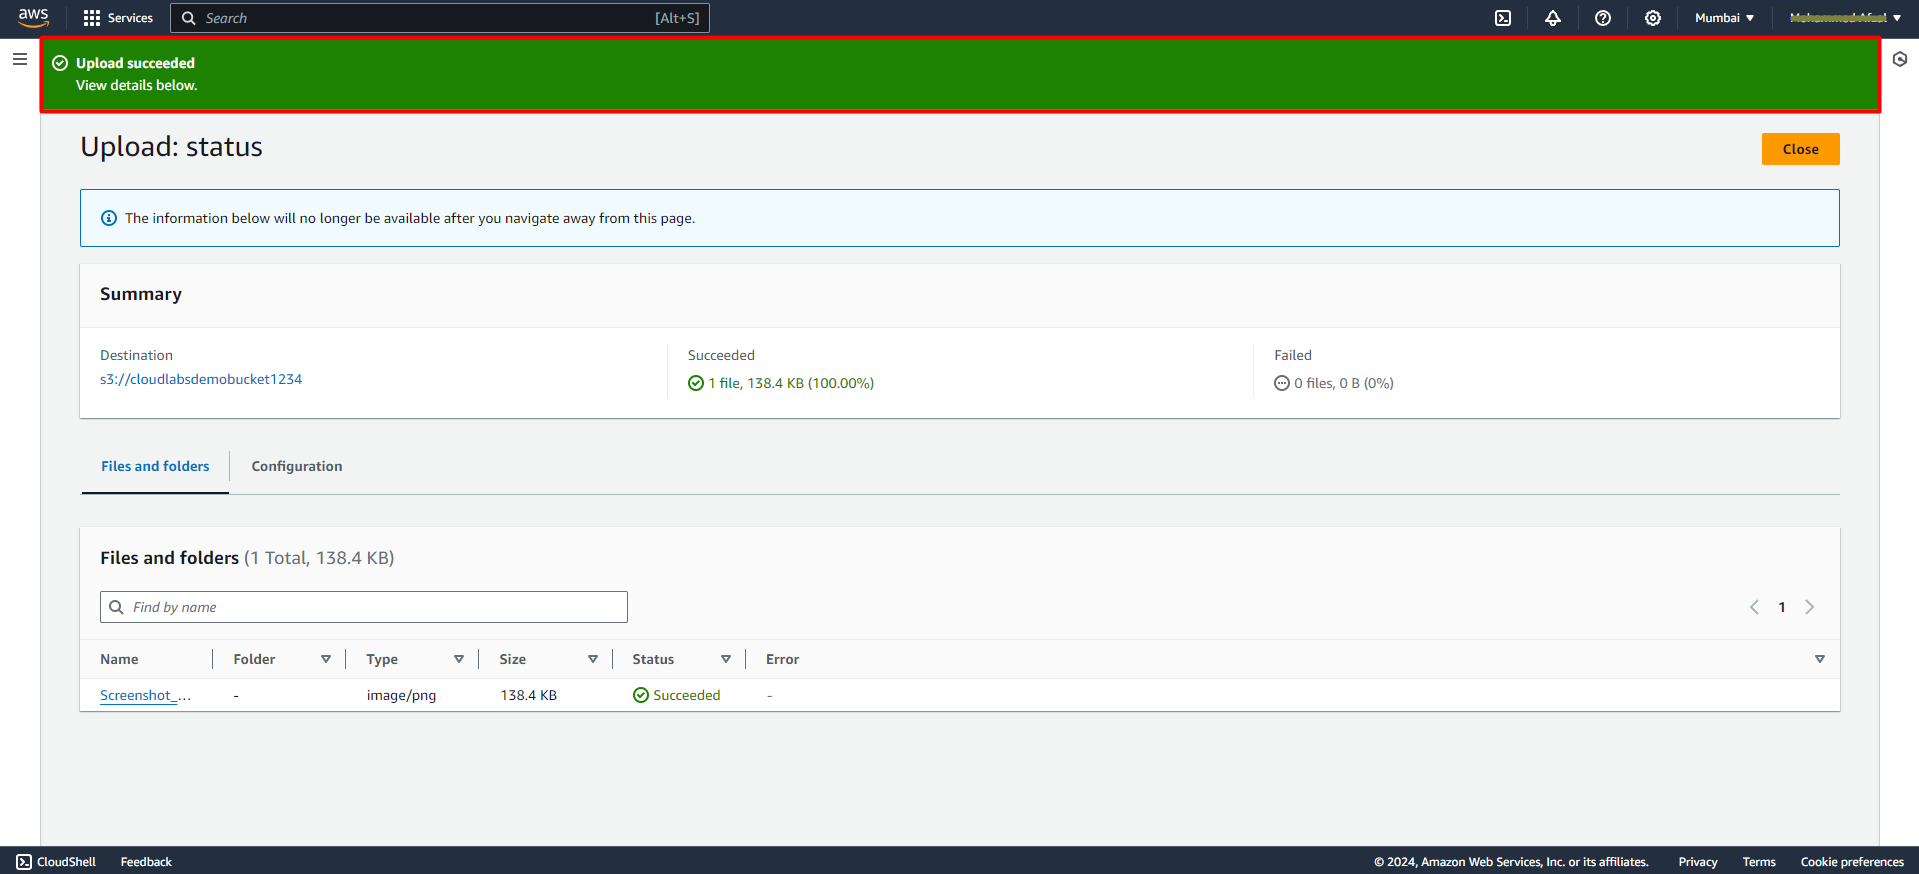 aws Services Search [Alt+S] Mumbai
Upload succeeded
View details below.
Upload: status
Close
The information below will no longer be available after you navigate away from this page.
Summary
Destination Succeeded Failed
s3://cloudlabsdemobucket1234 1 file, 138.4 KB (100.00%) 0 files, 0 B (0%)
Files and folders Configuration
Files and folders (1 Total, 138.4 KB)
Find by name 1
Name Folder Type Size Status Error
Screenshot_... - image/png 138.4 KB Succeeded -
CloudShell Feedback © 2024, Amazon Web Services, Inc. or its affiliates. Privacy Terms Cookie preferences